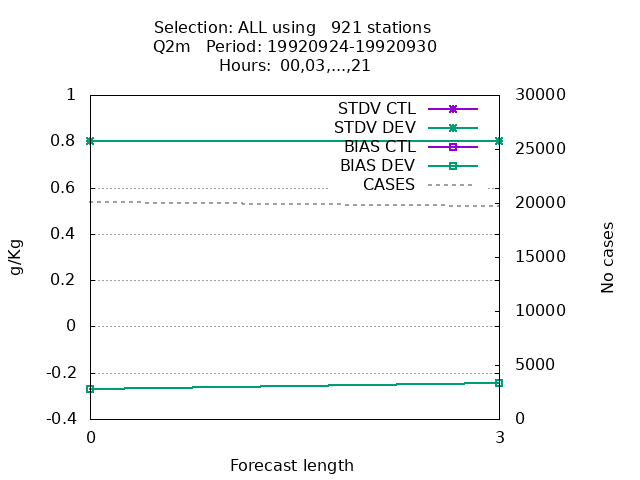 Selection: ALL using   921 stations
Q2m   Period: 19920924-19920930
Hours:  00,03,...,21
STDV CTL
STDV DEV
BIAS CTL
BIAS DEV
CASES
1
0.8
0.6
0.4
0.2
0
-0.2
-0.4
30000
25000
20000
15000
10000
5000
0
g/Kg
No cases
0
3
Forecast length